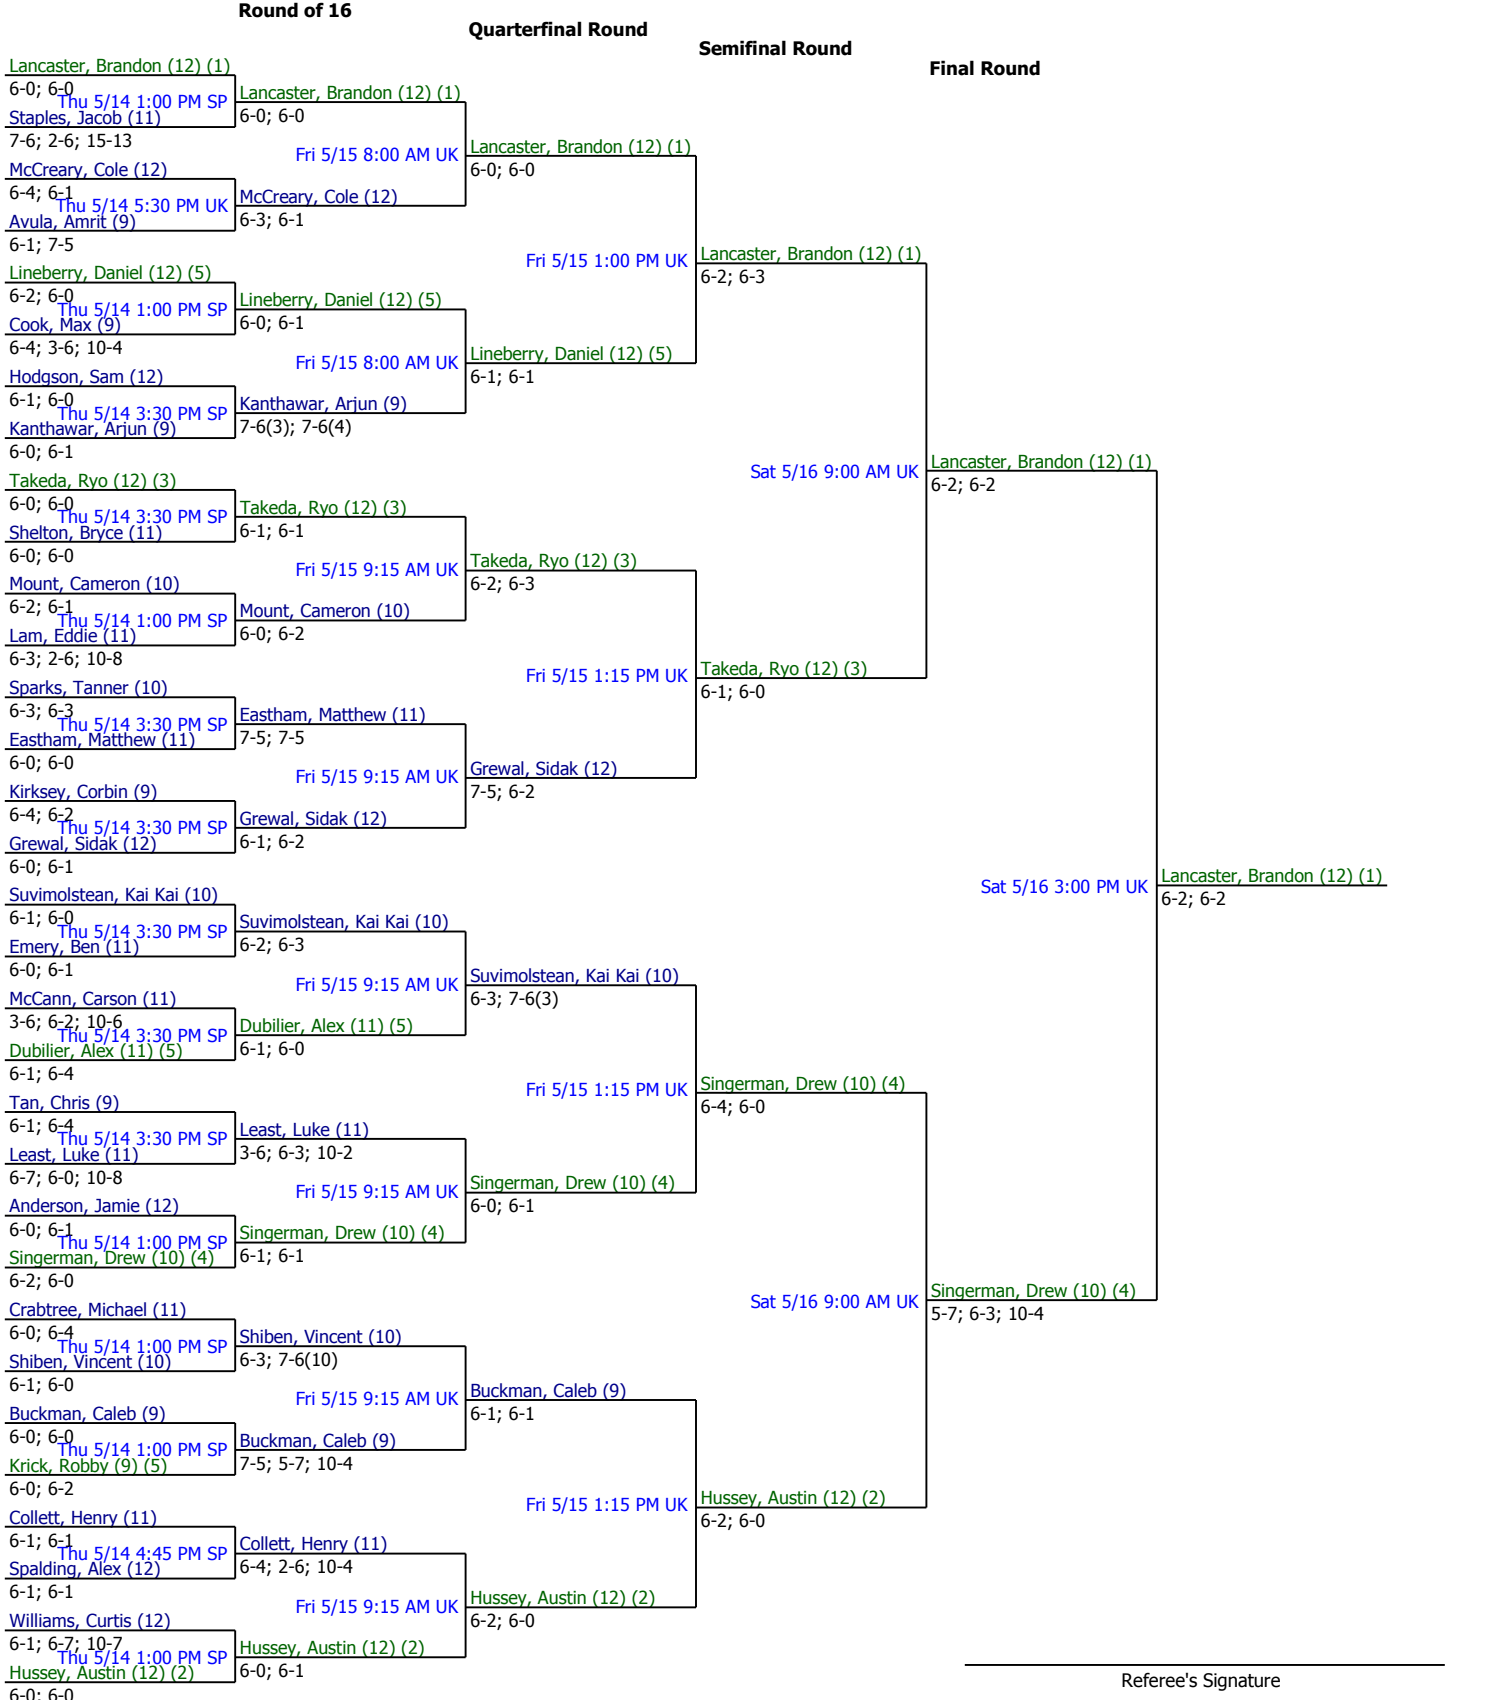 Round of 16
Quarterfinal Round
Semifinal Round
Final Round
Lancaster, Brandon (12) (1)
6-0; 6-0
Thu 5/14 1:00 PM SP
Staples, Jacob (11)
7-6; 2-6; 15-13
McCreary, Cole (12)
6-4; 6-1
Thu 5/14 5:30 PM UK
Avula, Amrit (9)
6-1; 7-5
Lineberry, Daniel (12) (5)
6-2; 6-0
Thu 5/14 1:00 PM SP
Cook, Max (9)
6-4; 3-6; 10-4
Hodgson, Sam (12)
6-1; 6-0
Thu 5/14 3:30 PM SP
Kanthawar, Arjun (9)
6-0; 6-1
Takeda, Ryo (12) (3)
6-0; 6-0
Thu 5/14 3:30 PM SP
Shelton, Bryce (11)
6-0; 6-0
Mount, Cameron (10)
6-2; 6-1
Thu 5/14 1:00 PM SP
Lam, Eddie (11)
6-3; 2-6; 10-8
Sparks, Tanner (10)
6-3; 6-3
Thu 5/14 3:30 PM SP
Eastham, Matthew (11)
6-0; 6-0
Kirksey, Corbin (9)
6-4; 6-2
Thu 5/14 3:30 PM SP
Grewal, Sidak (12)
6-0; 6-1
Suvimolstean, Kai Kai (10)
6-1; 6-0
Thu 5/14 3:30 PM SP
Emery, Ben (11)
6-0; 6-1
McCann, Carson (11)
3-6; 6-2; 10-6
Thu 5/14 3:30 PM SP
Dubilier, Alex (11) (5)
6-1; 6-4
Tan, Chris (9)
6-1; 6-4
Thu 5/14 3:30 PM SP
Least, Luke (11)
6-7; 6-0; 10-8
Anderson, Jamie (12)
6-0; 6-1
Thu 5/14 1:00 PM SP
Singerman, Drew (10) (4)
6-2; 6-0
Crabtree, Michael (11)
6-0; 6-4
Thu 5/14 1:00 PM SP
Shiben, Vincent (10)
6-1; 6-0
Buckman, Caleb (9)
6-0; 6-0
Thu 5/14 1:00 PM SP
Krick, Robby (9) (5)
6-0; 6-2
Collett, Henry (11)
6-1; 6-1
Thu 5/14 4:45 PM SP
Spalding, Alex (12)
6-1; 6-1
Williams, Curtis (12)
6-1; 6-7; 10-7
Thu 5/14 1:00 PM SP
Hussey, Austin (12) (2)
6-0; 6-0
Lancaster, Brandon (12) (1)
6-0; 6-0
Fri 5/15 8:00 AM UK
McCreary, Cole (12)
6-3; 6-1
Lineberry, Daniel (12) (5)
6-0; 6-1
Fri 5/15 8:00 AM UK
Kanthawar, Arjun (9)
7-6(3); 7-6(4)
Takeda, Ryo (12) (3)
6-1; 6-1
Fri 5/15 9:15 AM UK
Mount, Cameron (10)
6-0; 6-2
Eastham, Matthew (11)
7-5; 7-5
Fri 5/15 9:15 AM UK
Grewal, Sidak (12)
6-1; 6-2
Suvimolstean, Kai Kai (10)
6-2; 6-3
Fri 5/15 9:15 AM UK
Dubilier, Alex (11) (5)
6-1; 6-0
Least, Luke (11)
3-6; 6-3; 10-2
Fri 5/15 9:15 AM UK
Singerman, Drew (10) (4)
6-1; 6-1
Shiben, Vincent (10)
6-3; 7-6(10)
Fri 5/15 9:15 AM UK
Buckman, Caleb (9)
7-5; 5-7; 10-4
Collett, Henry (11)
6-4; 2-6; 10-4
Fri 5/15 9:15 AM UK
Hussey, Austin (12) (2)
6-0; 6-1
Lancaster, Brandon (12) (1)
6-0; 6-0
Fri 5/15 1:00 PM UK
Lineberry, Daniel (12) (5)
6-1; 6-1
Takeda, Ryo (12) (3)
6-2; 6-3
Fri 5/15 1:15 PM UK
Grewal, Sidak (12)
7-5; 6-2
Suvimolstean, Kai Kai (10)
6-3; 7-6(3)
Fri 5/15 1:15 PM UK
Singerman, Drew (10) (4)
6-0; 6-1
Buckman, Caleb (9)
6-1; 6-1
Fri 5/15 1:15 PM UK
Hussey, Austin (12) (2)
6-2; 6-0
Lancaster, Brandon (12) (1)
6-2; 6-3
Sat 5/16 9:00 AM UK
Takeda, Ryo (12) (3)
6-1; 6-0
Singerman, Drew (10) (4)
6-4; 6-0
Sat 5/16 9:00 AM UK
Hussey, Austin (12) (2)
6-2; 6-0
Lancaster, Brandon (12) (1)
6-2; 6-2
Sat 5/16 3:00 PM UK
Singerman, Drew (10) (4)
5-7; 6-3; 10-4
Lancaster, Brandon (12) (1)
6-2; 6-2
Referee's Signature